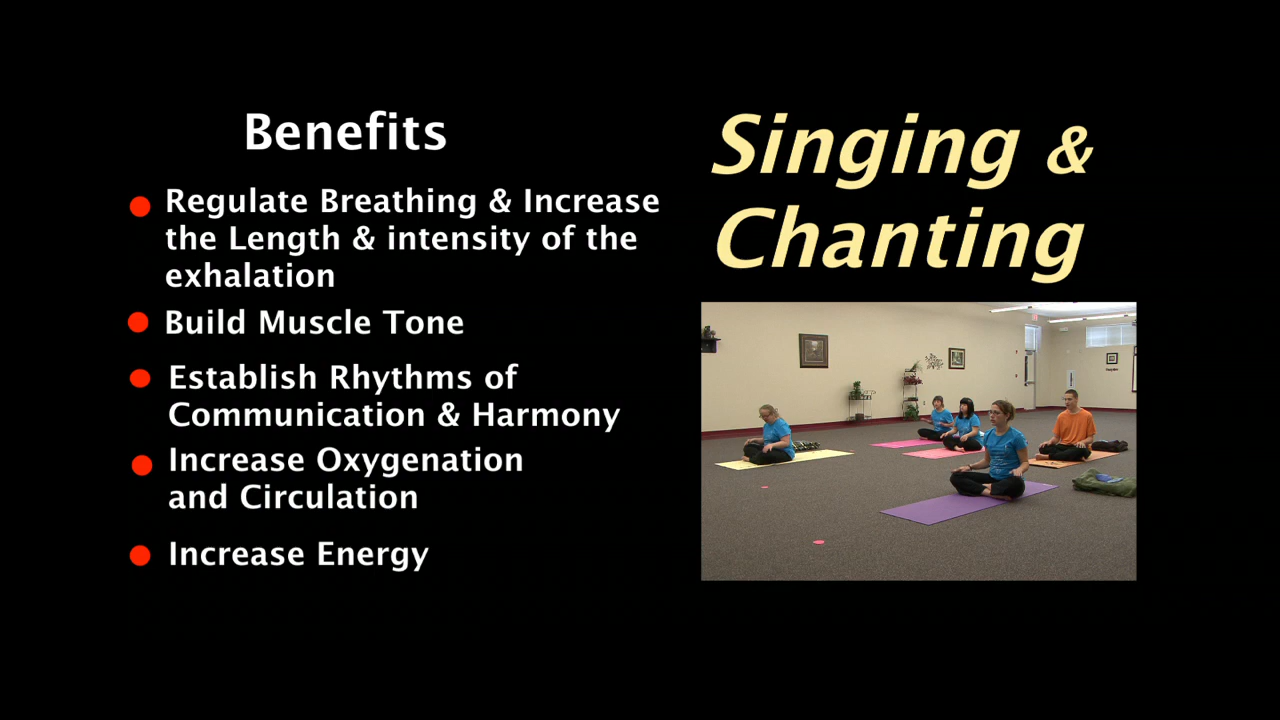 Benefits
Regulate Breathing & Increase
the Length & intensity of the
exhalation
Build Muscle Tone
Establish Rhythms of
Communication & Harmony
Increase Oxygenation
and Circulation
Increase Energy
Singing &
Chanting